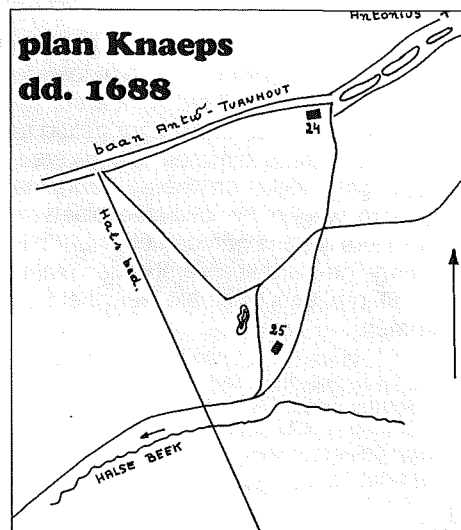 plan Knaeps
dd. 1688
Antonius
baan Antw-Turnhout
24
Hals bed.
25
HALSE BEEK